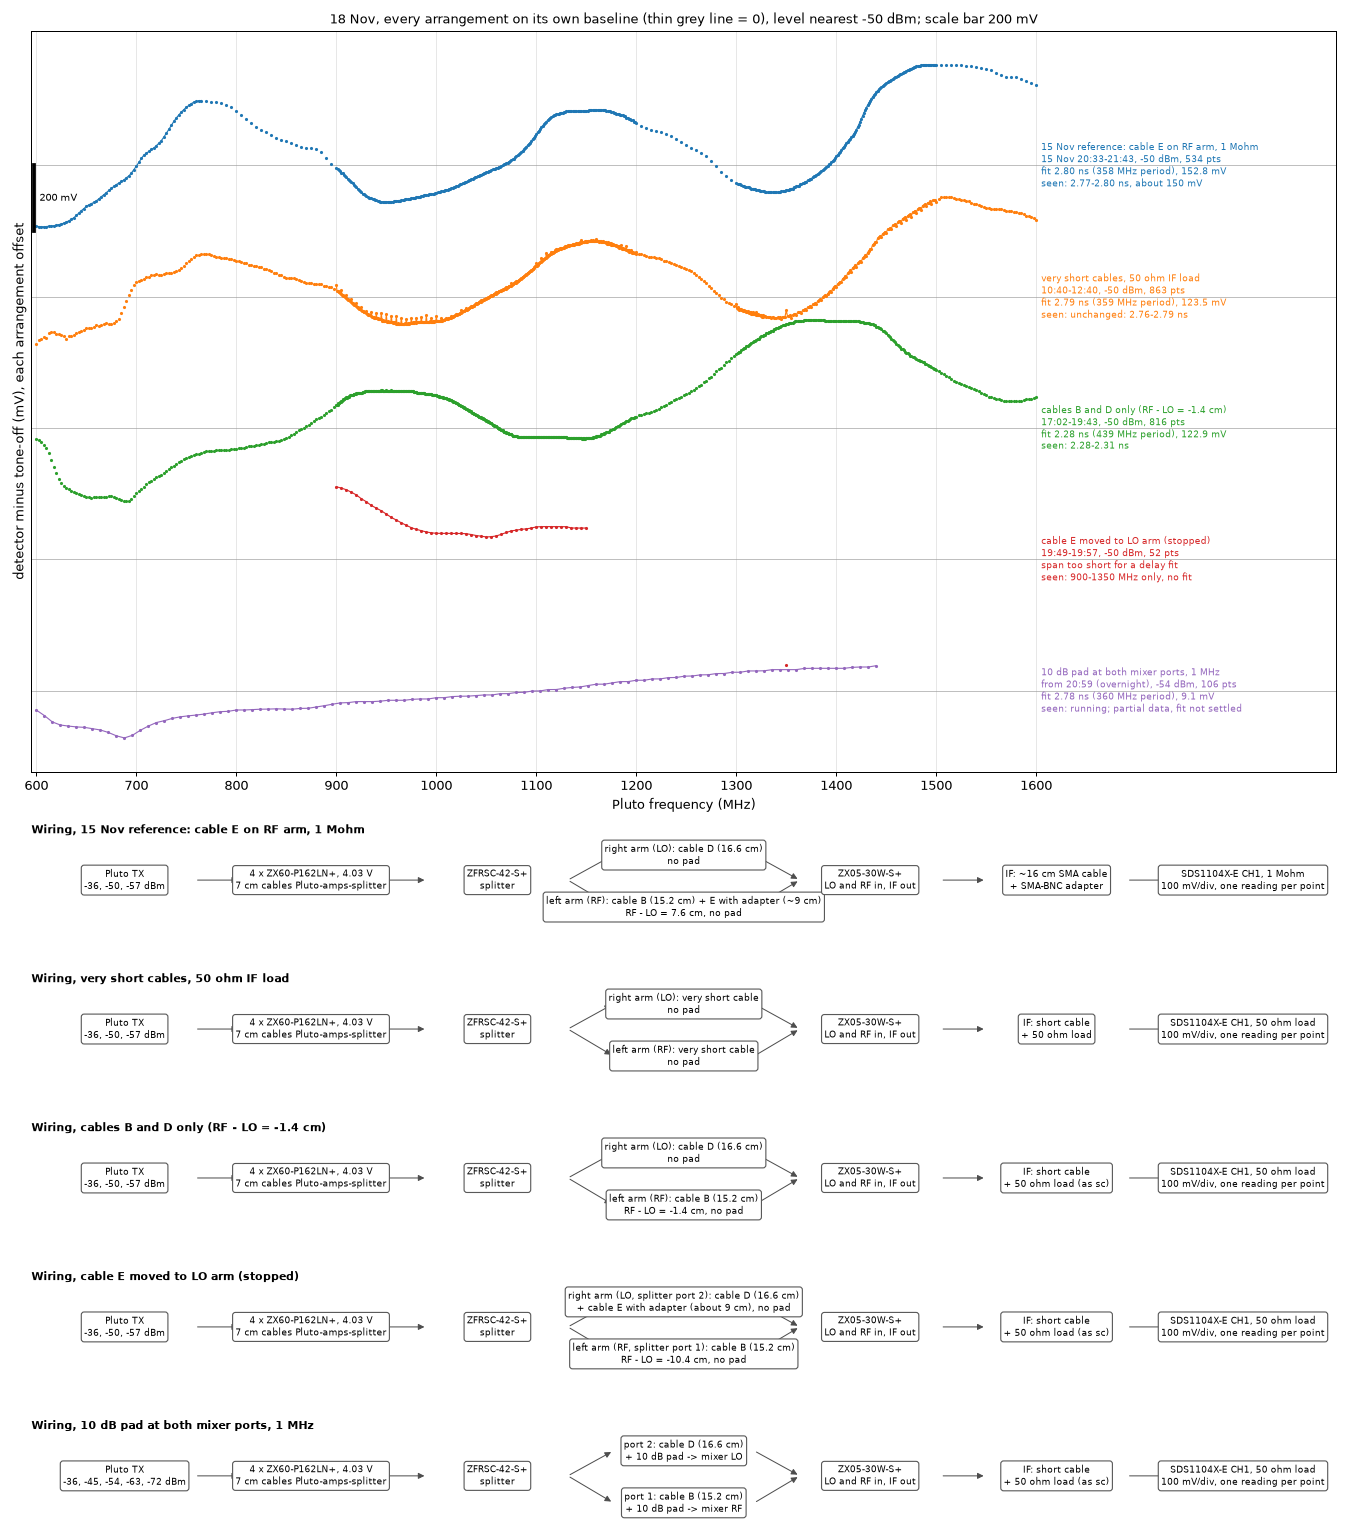 18 Nov, every arrangement on its own baseline (thin grey line = 0), level nearest -50 dBm; scale bar 200 mV
detector minus tone-off (mV), each arrangement offset
200 mV
15 Nov reference: cable E on RF arm, 1 Mohm
15 Nov 20:33-21:43, -50 dBm, 534 pts
fit 2.80 ns (358 MHz period), 152.8 mV
seen: 2.77-2.80 ns, about 150 mV
very short cables, 50 ohm IF load
10:40-12:40, -50 dBm, 863 pts
fit 2.79 ns (359 MHz period), 123.5 mV
seen: unchanged: 2.76-2.79 ns
cables B and D only (RF - LO = -1.4 cm)
17:02-19:43, -50 dBm, 816 pts
fit 2.28 ns (439 MHz period), 122.9 mV
seen: 2.28-2.31 ns
cable E moved to LO arm (stopped)
19:49-19:57, -50 dBm, 52 pts
span too short for a delay fit
seen: 900-1350 MHz only, no fit
10 dB pad at both mixer ports, 1 MHz
from 20:59 (overnight), -54 dBm, 106 pts
fit 2.78 ns (360 MHz period), 9.1 mV
seen: running; partial data, fit not settled
600 700 800 900 1000 1100 1200 1300 1400 1500 1600
Pluto frequency (MHz)
Wiring, 15 Nov reference: cable E on RF arm, 1 Mohm
Pluto TX
-36, -50, -57 dBm
4 x ZX60-P162LN+, 4.03 V
7 cm cables Pluto-amps-splitter
ZFRSC-42-S+
splitter
right arm (LO): cable D (16.6 cm)
no pad
left arm (RF): cable B (15.2 cm) + E with adapter (~9 cm)
RF - LO = 7.6 cm, no pad
ZX05-30W-S+
LO and RF in, IF out
IF: ~16 cm SMA cable
+ SMA-BNC adapter
SDS1104X-E CH1, 1 Mohm
100 mV/div, one reading per point
Wiring, very short cables, 50 ohm IF load
Pluto TX
-36, -50, -57 dBm
4 x ZX60-P162LN+, 4.03 V
7 cm cables Pluto-amps-splitter
ZFRSC-42-S+
splitter
right arm (LO): very short cable
no pad
left arm (RF): very short cable
no pad
ZX05-30W-S+
LO and RF in, IF out
IF: short cable
+ 50 ohm load
SDS1104X-E CH1, 50 ohm load
100 mV/div, one reading per point
Wiring, cables B and D only (RF - LO = -1.4 cm)
Pluto TX
-36, -50, -57 dBm
4 x ZX60-P162LN+, 4.03 V
7 cm cables Pluto-amps-splitter
ZFRSC-42-S+
splitter
right arm (LO): cable D (16.6 cm)
no pad
left arm (RF): cable B (15.2 cm)
RF - LO = -1.4 cm, no pad
ZX05-30W-S+
LO and RF in, IF out
IF: short cable
+ 50 ohm load (as sc)
SDS1104X-E CH1, 50 ohm load
100 mV/div, one reading per point
Wiring, cable E moved to LO arm (stopped)
Pluto TX
-36, -50, -57 dBm
4 x ZX60-P162LN+, 4.03 V
7 cm cables Pluto-amps-splitter
ZFRSC-42-S+
splitter
right arm (LO, splitter port 2): cable D (16.6 cm)
+ cable E with adapter (about 9 cm), no pad
left arm (RF, splitter port 1): cable B (15.2 cm)
RF - LO = -10.4 cm, no pad
ZX05-30W-S+
LO and RF in, IF out
IF: short cable
+ 50 ohm load (as sc)
SDS1104X-E CH1, 50 ohm load
100 mV/div, one reading per point
Wiring, 10 dB pad at both mixer ports, 1 MHz
Pluto TX
-36, -45, -54, -63, -72 dBm
4 x ZX60-P162LN+, 4.03 V
7 cm cables Pluto-amps-splitter
ZFRSC-42-S+
splitter
port 2: cable D (16.6 cm)
+ 10 dB pad -> mixer LO
port 1: cable B (15.2 cm)
+ 10 dB pad -> mixer RF
ZX05-30W-S+
LO and RF in, IF out
IF: short cable
+ 50 ohm load (as sc)
SDS1104X-E CH1, 50 ohm load
100 mV/div, one reading per point